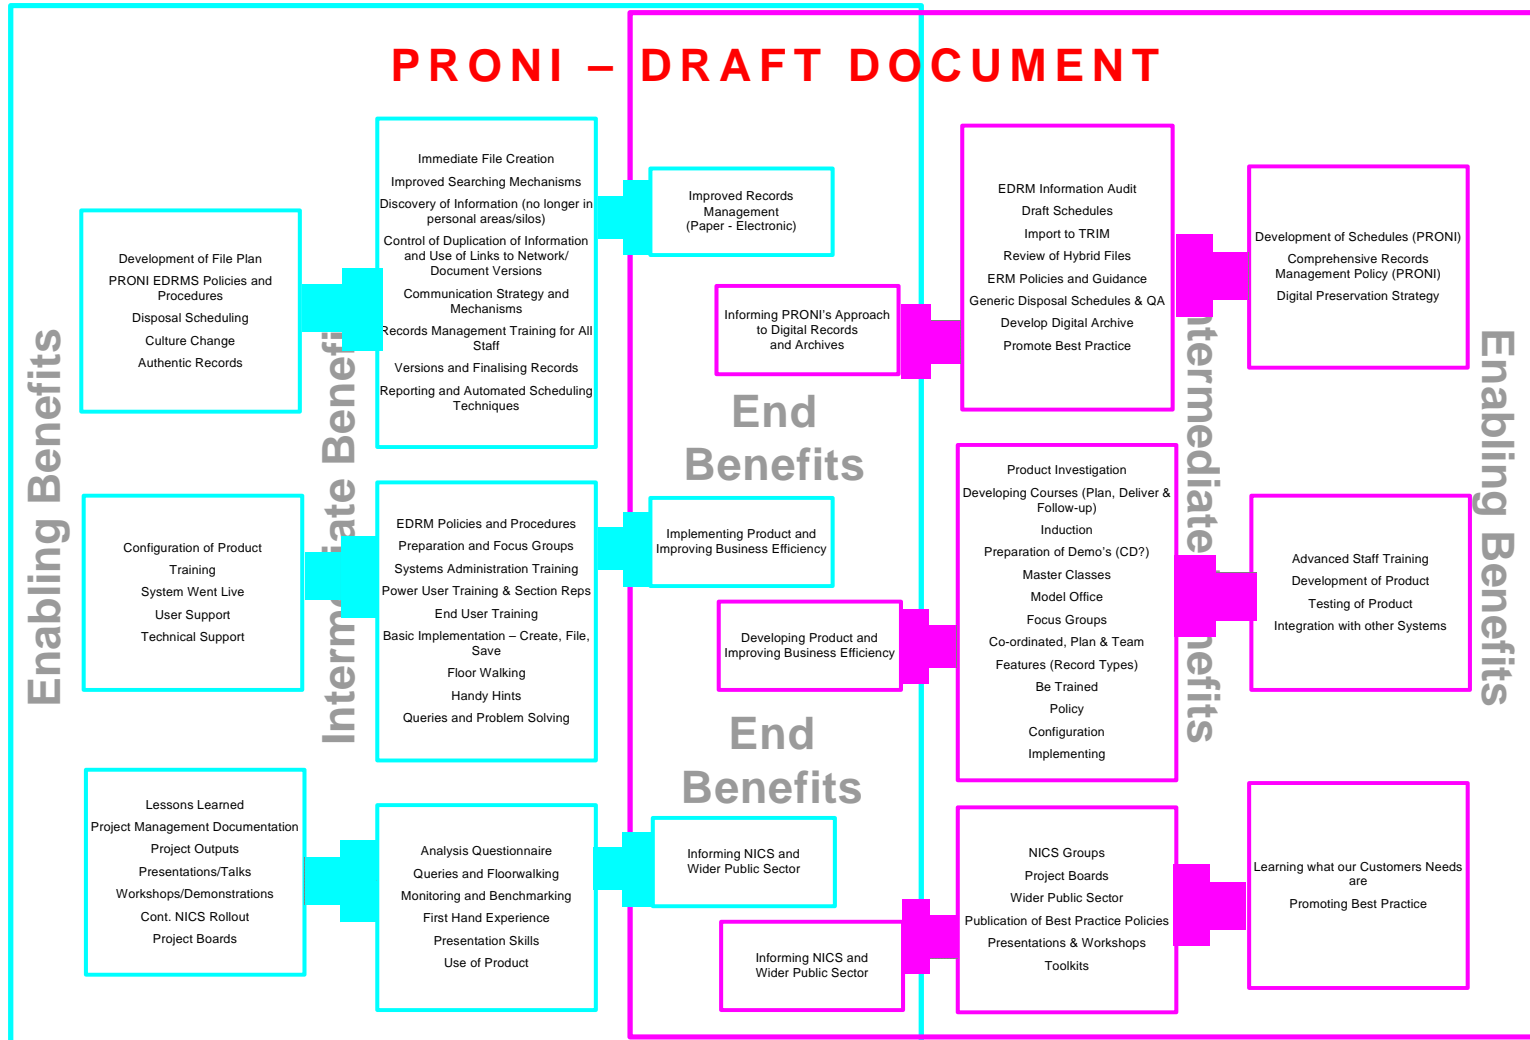 PRONI – DRAFT DOCUMENT
Enabling Benefits
Development of File Plan
PRONI EDRMS Policies and
Procedures
Disposal Scheduling
Culture Change
Authentic Records
Configuration of Product
Training
System Went Live
User Support
Technical Support
Lessons Learned
Project Management Documentation
Project Outputs
Presentations/Talks
Workshops/Demonstrations
Cont. NICS Rollout
Project Boards
Intermediate Benefits
Immediate File Creation
Improved Searching Mechanisms
Discovery of Information (no longer in
personal areas/silos)
Control of Duplication of Information
and Use of Links to Network/
Document Versions
Communication Strategy and
Mechanisms
Records Management Training for All
Staff
Versions and Finalising Records
Reporting and Automated Scheduling
Techniques
EDRM Policies and Procedures
Preparation and Focus Groups
Systems Administration Training
Power User Training & Section Reps
End User Training
Basic Implementation – Create, File,
Save
Floor Walking
Handy Hints
Queries and Problem Solving
Analysis Questionnaire
Queries and Floorwalking
Monitoring and Benchmarking
First Hand Experience
Presentation Skills
Use of Product
Improved Records
Management
(Paper - Electronic)
Informing PRONI's Approach
to Digital Records
and Archives
End
Benefits
Implementing Product and
Improving Business Efficiency
Developing Product and
Improving Business Efficiency
End
Benefits
Informing NICS and
Wider Public Sector
Informing NICS and
Wider Public Sector
EDRM Information Audit
Draft Schedules
Import to TRIM
Review of Hybrid Files
ERM Policies and Guidance
Generic Disposal Schedules & QA
Develop Digital Archive
Promote Best Practice
Product Investigation
Developing Courses (Plan, Deliver &
Follow-up)
Induction
Preparation of Demo's (CD?)
Master Classes
Model Office
Focus Groups
Co-ordinated, Plan & Team
Features (Record Types)
Be Trained
Policy
Configuration
Implementing
NICS Groups
Project Boards
Wider Public Sector
Publication of Best Practice Policies
Presentations & Workshops
Toolkits
Intermediate Benefits
Development of Schedules (PRONI)
Comprehensive Records
Management Policy (PRONI)
Digital Preservation Strategy
Advanced Staff Training
Development of Product
Testing of Product
Integration with other Systems
Learning what our Customers Needs
are
Promoting Best Practice
Enabling Benefits